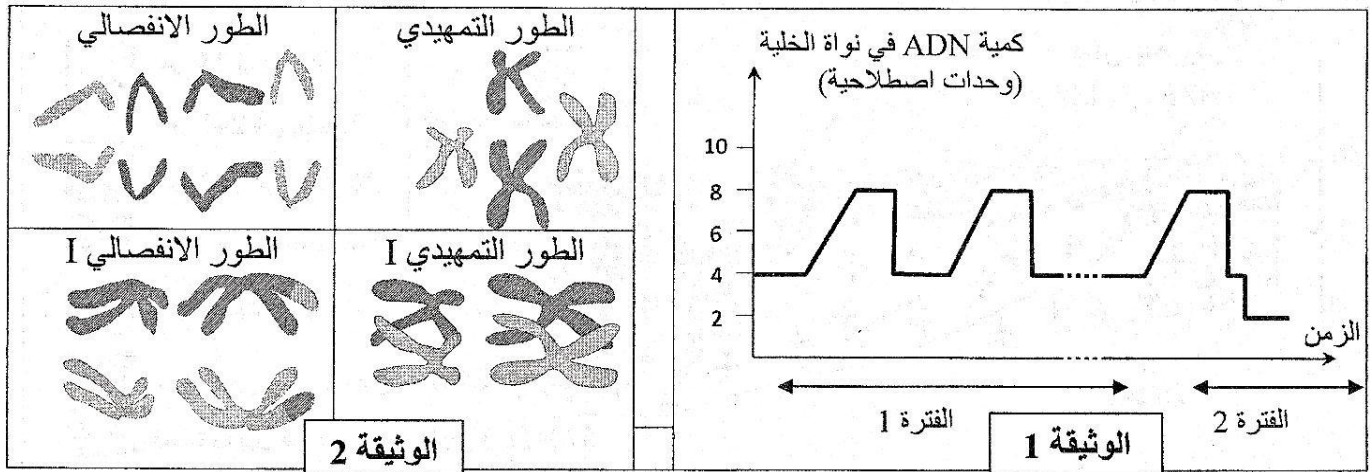 كمية ADN في نواة الخلية
(وحدات اصطلاحية)
10
8
6
4
2
الزمن
الفترة 1
الفترة 2
الوثيقة 1
الطور التمهيدي
الطور الانفصالي
الطور التمهيدي I
الطور الانفصالي I
الوثيقة 2